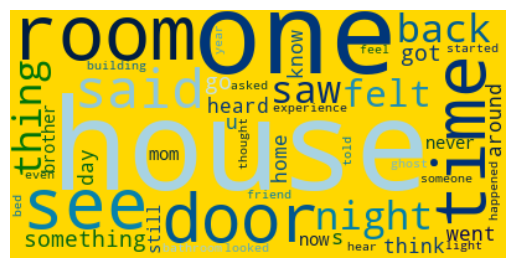 room one back
year
feel
started
building
know
got
said go asked saw felt
thing
brother
heard experience
u
house
time
around
day mom thought home told never
ghost
even
someone
happened
bed
see door friend night
still
went
something bathroom looked now s hear think light